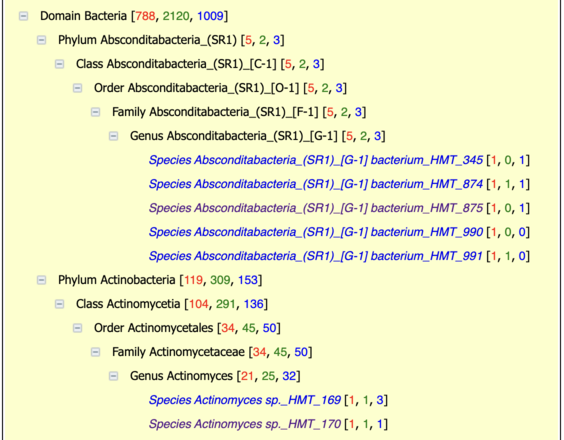 Domain Bacteria [788, 2120, 1009]
Phylum Absconditabacteria_(SR1) [5, 2, 3]
Class Absconditabacteria_(SR1)_[C-1] [5, 2, 3]
Order Absconditabacteria_(SR1)_[O-1] [5, 2, 3]
Family Absconditabacteria_(SR1)_[F-1] [5, 2, 3]
Genus Absconditabacteria_(SR1)_[G-1] [5, 2, 3]
Species Absconditabacteria_(SR1)_[G-1] bacterium_HMT_345 [1, 0, 1]
Species Absconditabacteria_(SR1)_[G-1] bacterium_HMT_874 [1, 1, 1]
Species Absconditabacteria_(SR1)_[G-1] bacterium_HMT_875 [1, 0, 1]
Species Absconditabacteria_(SR1)_[G-1] bacterium_HMT_990 [1, 0, 0]
Species Absconditabacteria_(SR1)_[G-1] bacterium_HMT_991 [1, 1, 0]
Phylum Actinobacteria [119, 309, 153]
Class Actinomycetia [104, 291, 136]
Order Actinomycetales [34, 45, 50]
Family Actinomycetaceae [34, 45, 50]
Genus Actinomyces [21, 25, 32]
Species Actinomyces sp._HMT_169 [1, 1, 3]
Species Actinomyces sp._HMT_170 [1, 1, 1]